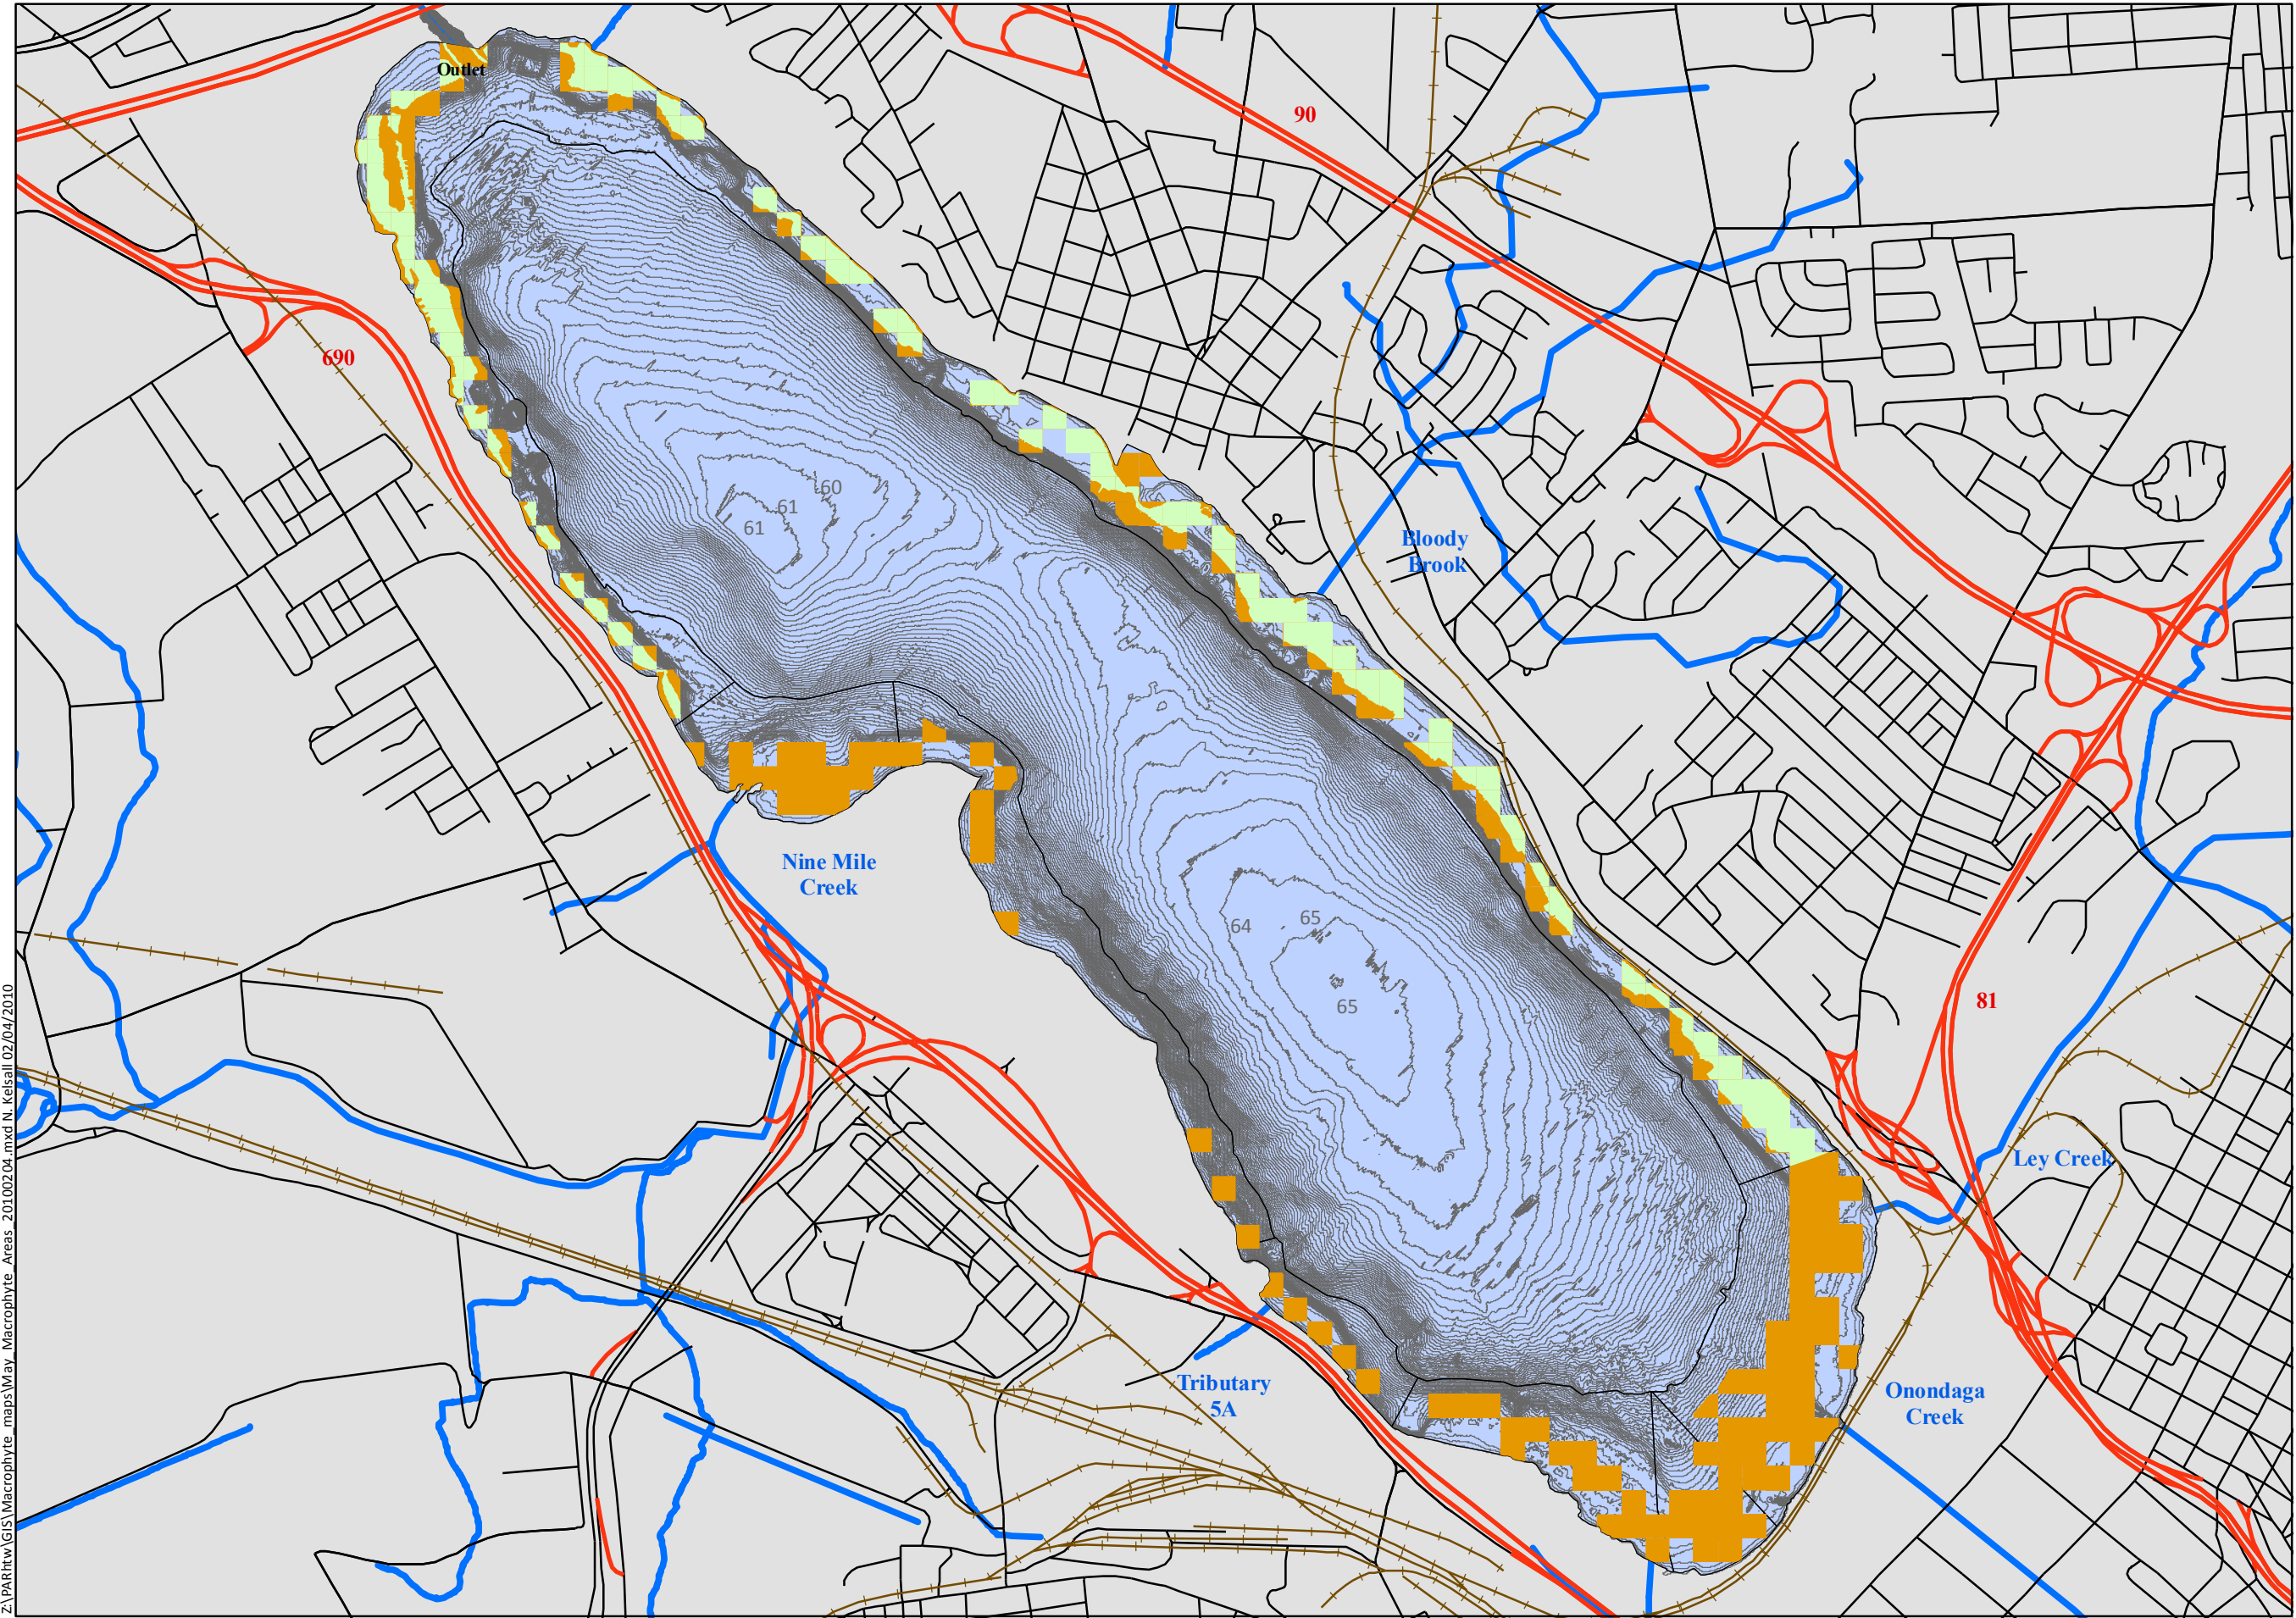 Outlet
90
690
60
61
61
Bloody
Brook
Nine Mile
Creek
65
64
65
81
Ley Creek
Tributary
5A
Onondaga
Creek
Z:\PARhtw\GIS\Macrophyte_maps\May_Macrophyte_Areas_20100204.mxd N. Kelsall 02/04/2010